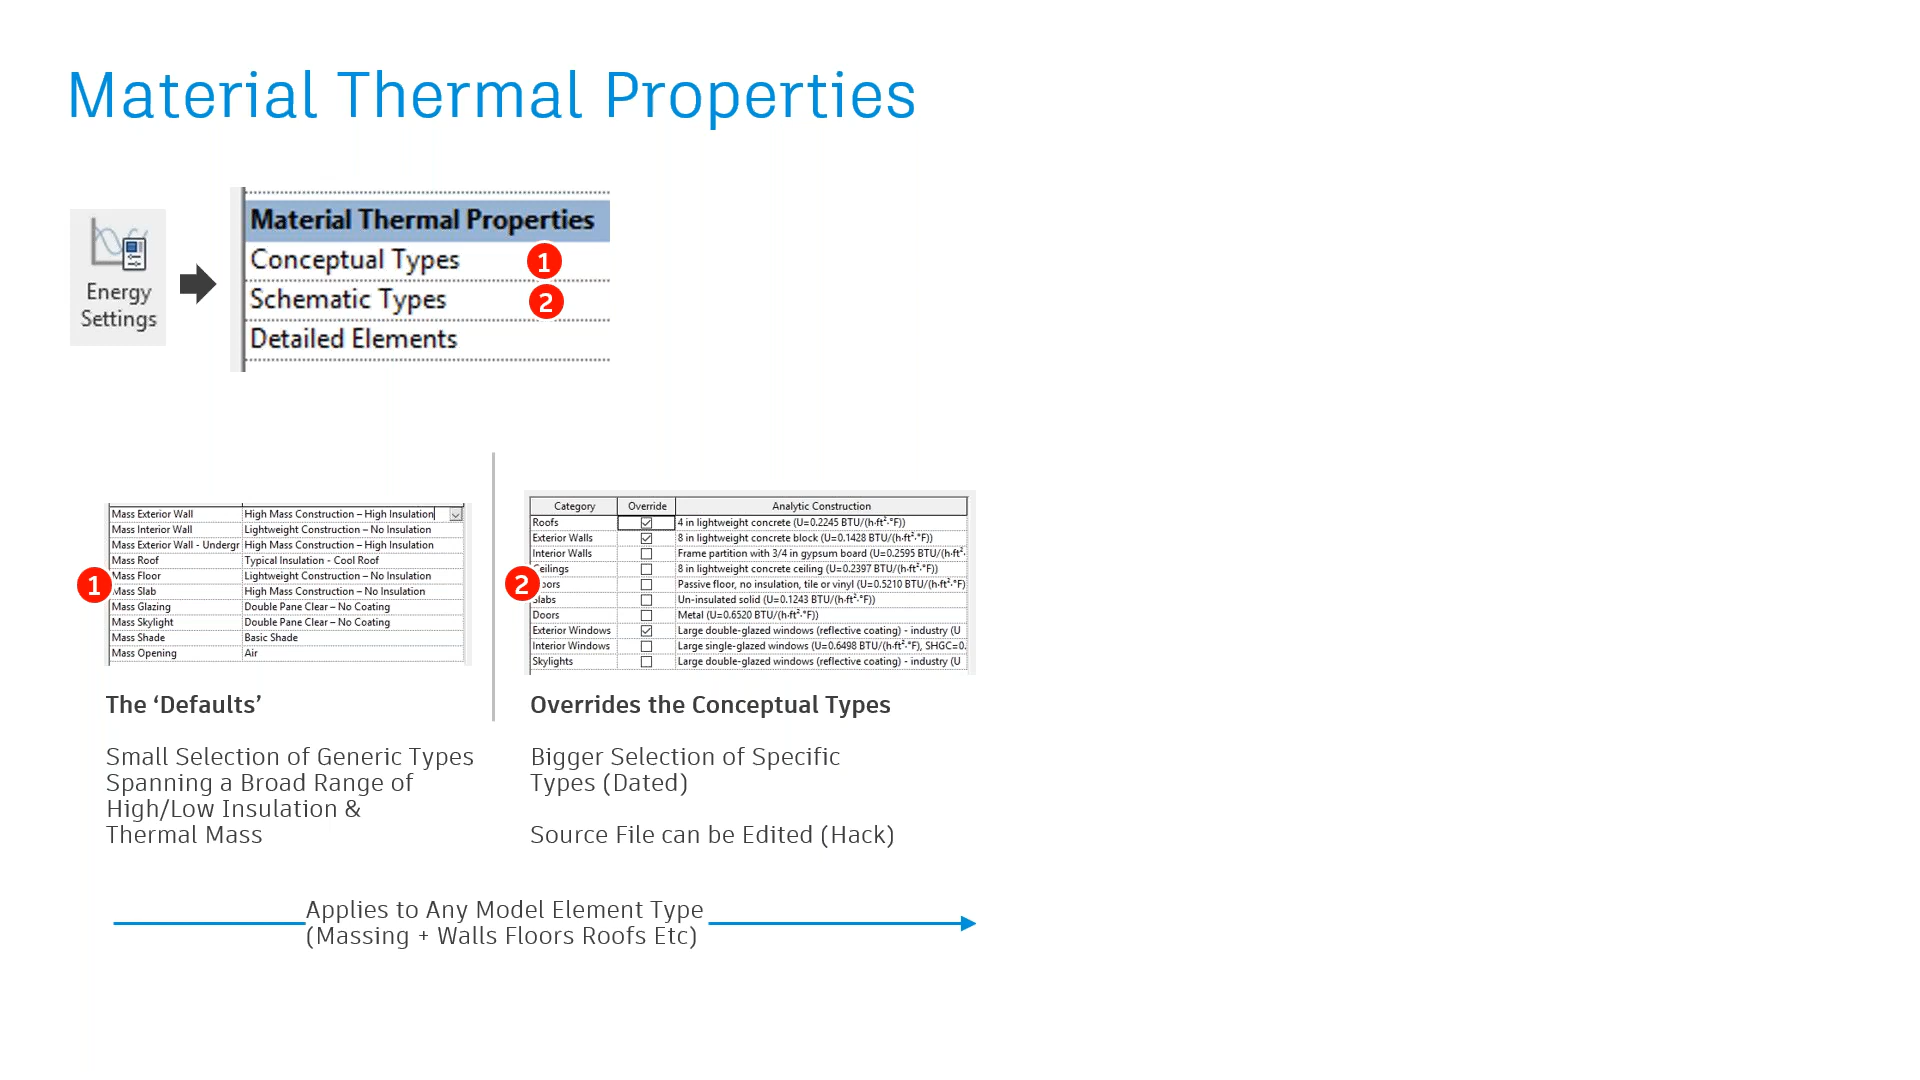 Material Thermal Properties
Energy
Settings
Material Thermal Properties
Conceptual Types 1
Schematic Types 2
Detailed Elements
1
Mass Exterior Wall High Mass Construction – High Insulation
Mass Interior Wall Lightweight Construction – No Insulation
Mass Exterior Wall - Undergr High Mass Construction – High Insulation
Mass Roof Typical Insulation - Cool Roof
Mass Floor Lightweight Construction – No Insulation
Mass Slab High Mass Construction – No Insulation
Mass Glazing Double Pane Clear – No Coating
Mass Skylight Double Pane Clear – No Coating
Mass Shade Basic Shade
Mass Opening Air
The ‘Defaults’
Small Selection of Generic Types
Spanning a Broad Range of
High/Low Insulation &
Thermal Mass
2
Category Override Analytic Construction
Roofs 4 in lightweight concrete (U=0.2245 BTU/(h·ft²·°F))
Exterior Walls 8 in lightweight concrete block (U=0.1428 BTU/(h·ft²·°F))
Interior Walls Frame partition with 3/4 in gypsum board (U=0.2595 BTU/(h·ft²·
Ceilings 8 in lightweight concrete ceiling (U=0.2397 BTU/(h·ft²·°F))
oors Passive floor, no insulation, tile or vinyl (U=0.5210 BTU/(h·ft²·°F)
Slabs Un-insulated solid (U=0.1243 BTU/(h·ft²·°F))
Doors Metal (U=0.6520 BTU/(h·ft²·°F))
Exterior Windows Large double-glazed windows (reflective coating) - industry (U
Interior Windows Large single-glazed windows (U=0.6498 BTU/(h·ft²·°F), SHGC=0.
Skylights Large double-glazed windows (reflective coating) - industry (U
Overrides the Conceptual Types
Bigger Selection of Specific
Types (Dated)
Source File can be Edited (Hack)
Applies to Any Model Element Type
(Massing + Walls Floors Roofs Etc)